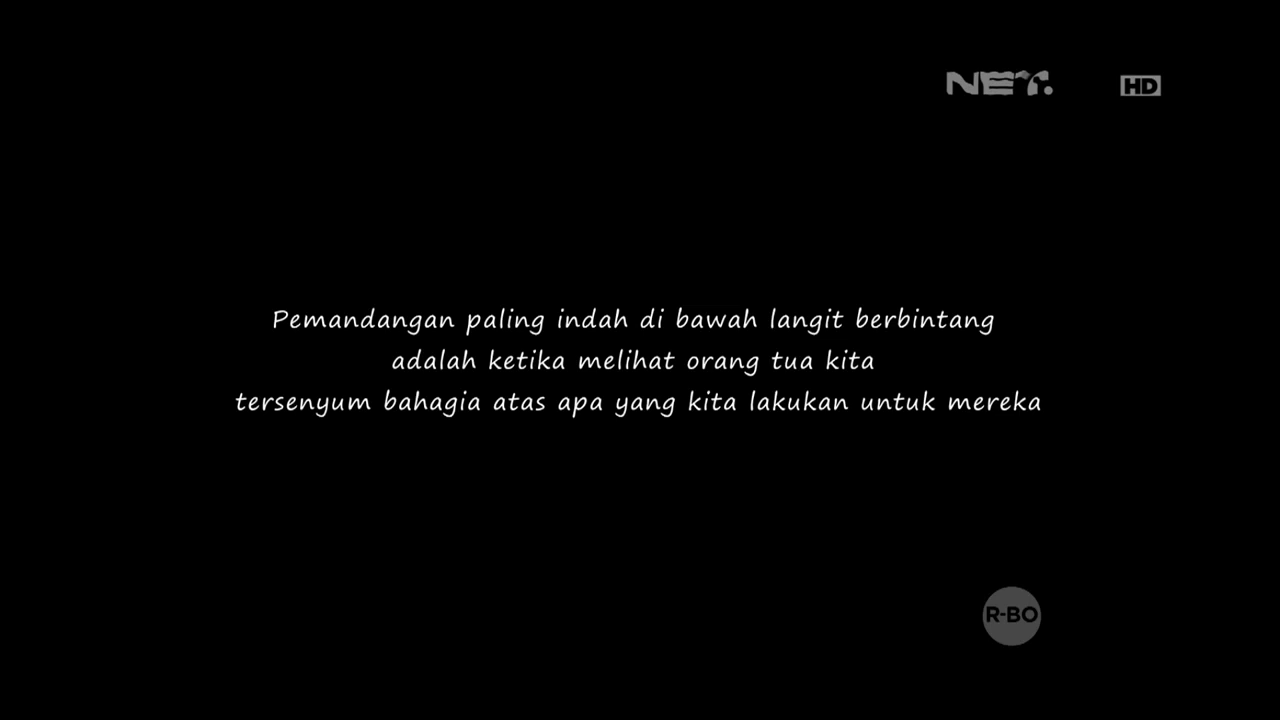 NET.
HD
Pemandangan paling indah di bawah langit berbintang
adalah ketika melihat orang tua kita
tersenyum bahagia atas apa yang kita lakukan untuk mereka
R-BO